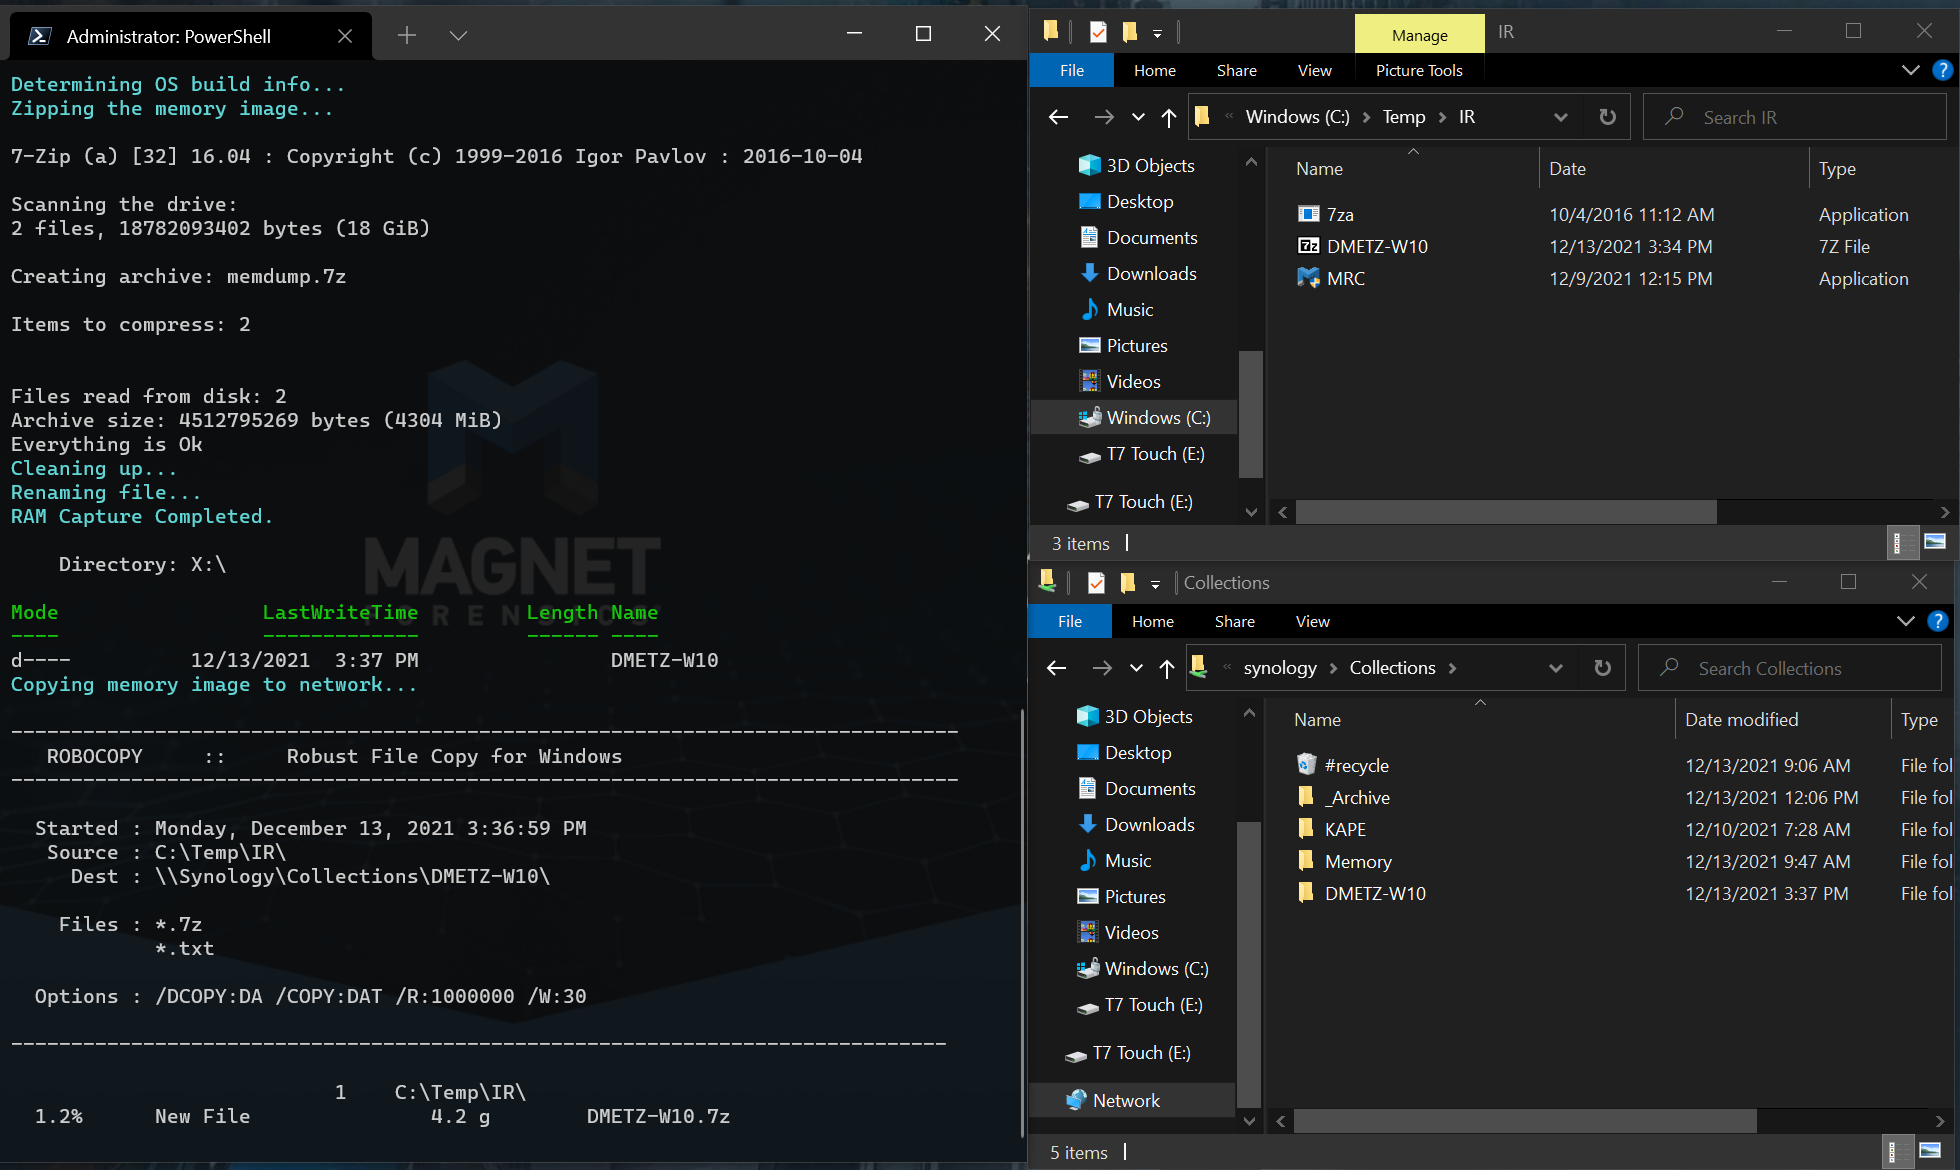 Administrator: PowerShell
Determining OS build info...
Zipping the memory image...
7-Zip (a) [32] 16.04 : Copyright (c) 1999-2016 Igor Pavlov : 2016-10-04
Scanning the drive:
2 files, 18782093402 bytes (18 GiB)
Creating archive: memdump.7z
Items to compress: 2
Files read from disk: 2
Archive size: 4512795269 bytes (4304 MiB)
Everything is Ok
Cleaning up...
Renaming file...
RAM Capture Completed.
MAGNET
FORENSICS
Directory: X:\
Mode LastWriteTime Length Name
---- ------------- ------ ----
d---- 12/13/2021 3:37 PM DMETZ-W10
Copying memory image to network...
-------------------------------------------------------------------------------
ROBOCOPY :: Robust File Copy for Windows
-------------------------------------------------------------------------------
Started : Monday, December 13, 2021 3:36:59 PM
Source : C:\Temp\IR\
Dest : \\Synology\Collections\DMETZ-W10\
Files : *.7z
*.txt
Options : /DCOPY:DA /COPY:DAT /R:1000000 /W:30
------------------------------------------------------------------------------
1 C:\Temp\IR\
1.2% New File 4.2 g DMETZ-W10.7z
Manage IR
File Home Share View Picture Tools
« Windows (C:) > Temp > IR
Search IR
3D Objects
Desktop
Documents
Downloads
Music
Pictures
Videos
Windows (C:)
T7 Touch (E:)
T7 Touch (E:)
Name Date Type
7za 10/4/2016 11:12 AM Application
DMETZ-W10 12/13/2021 3:34 PM 7Z File
MRC 12/9/2021 12:15 PM Application
3 items
Collections
File Home Share View
« synology > Collections >
Search Collections
3D Objects
Desktop
Documents
Downloads
Music
Pictures
Videos
Windows (C:)
T7 Touch (E:)
T7 Touch (E:)
Network
Name Date modified Type
#recycle 12/13/2021 9:06 AM File fol
_Archive 12/13/2021 12:06 PM File fol
KAPE 12/10/2021 7:28 AM File fol
Memory 12/13/2021 9:47 AM File fol
DMETZ-W10 12/13/2021 3:37 PM File fol
5 items